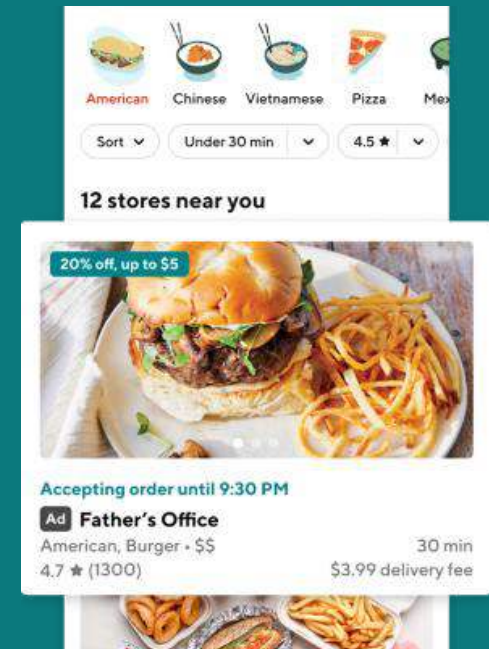 American Chinese Vietnamese Pizza
Sort Under 30 min 4.5 ★
12 stores near you
20% off, up to $5
Accepting order until 9:30 PM
Ad Father's Office
American, Burger • $$ 30 min
4.7 ★ (1300) $3.99 delivery fee